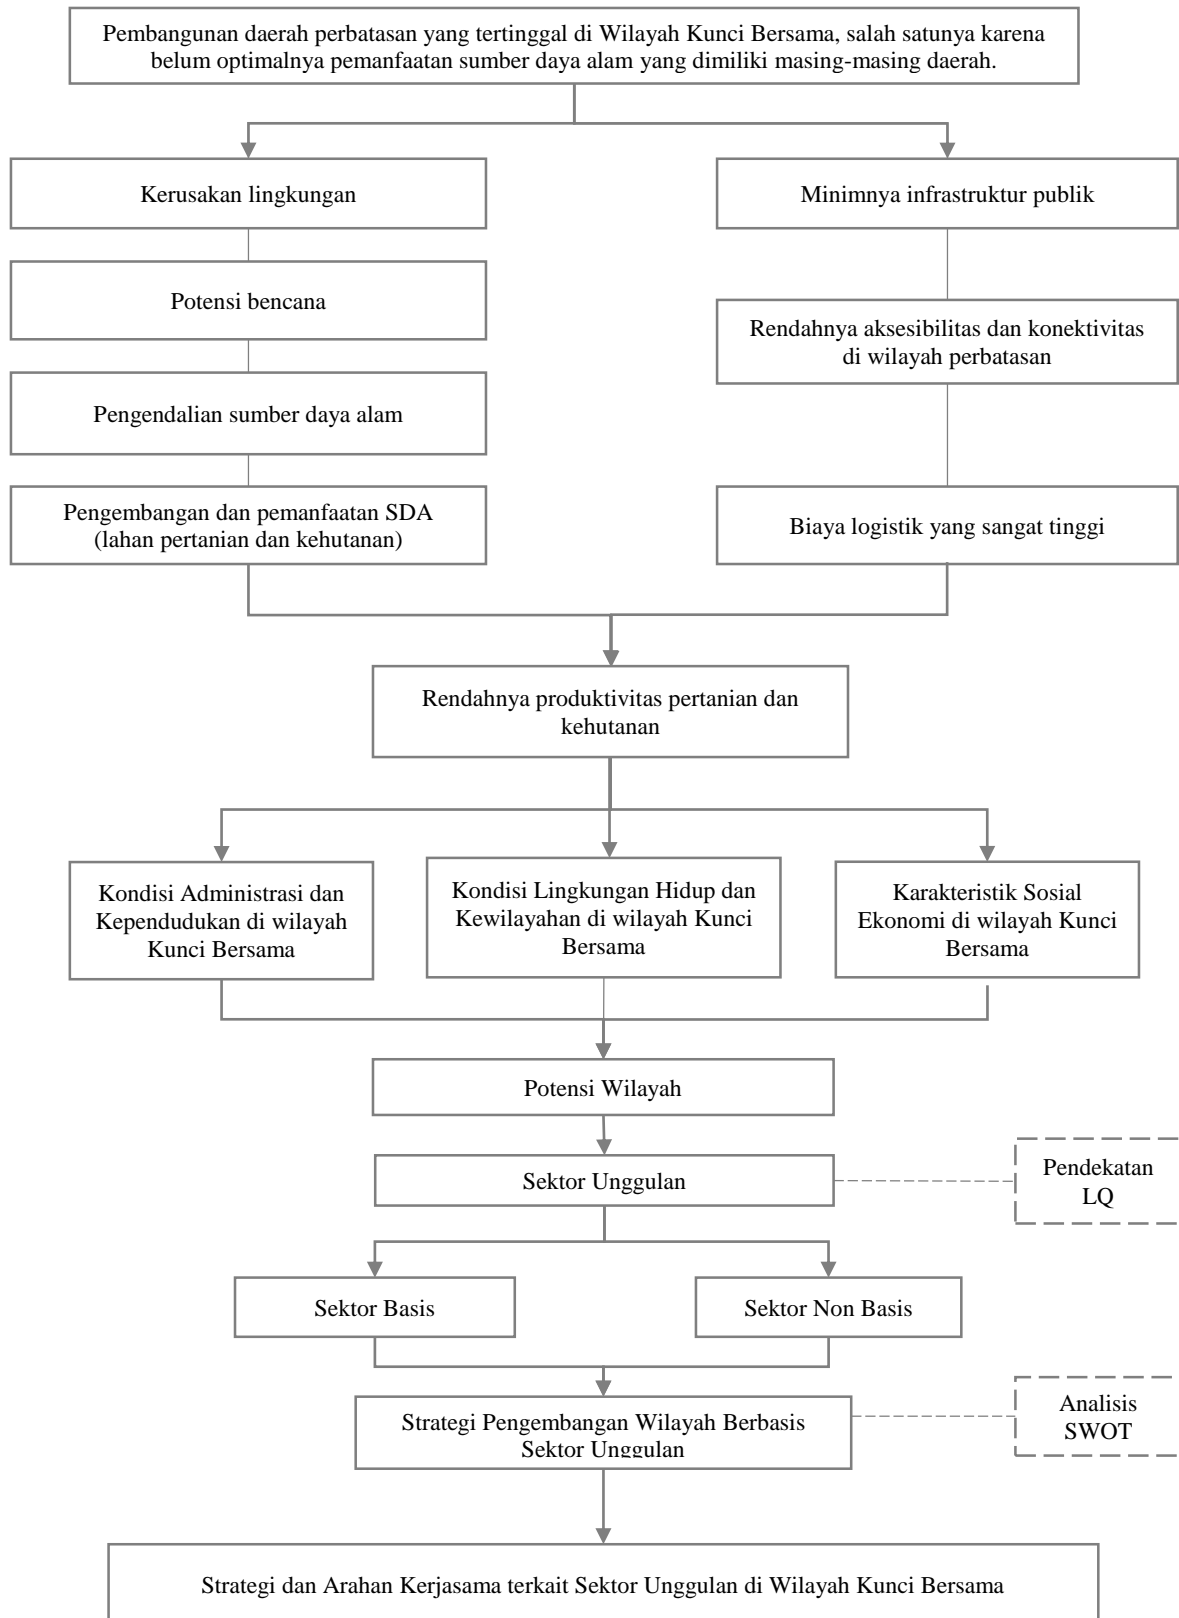 Pembangunan daerah perbatasan yang tertinggal di Wilayah Kunci Bersama, salah satunya karena
belum optimalnya pemanfaatan sumber daya alam yang dimiliki masing-masing daerah.
Kerusakan lingkungan
Minimnya infrastruktur publik
Potensi bencana
Rendahnya aksesibilitas dan konektivitas
di wilayah perbatasan
Pengendalian sumber daya alam
Pengembangan dan pemanfaatan SDA
(lahan pertanian dan kehutanan)
Biaya logistik yang sangat tinggi
Rendahnya produktivitas pertanian dan
kehutanan
Kondisi Administrasi dan
Kependudukan di wilayah
Kunci Bersama
Kondisi Lingkungan Hidup dan
Kewilayahan di wilayah Kunci
Bersama
Karakteristik Sosial
Ekonomi di wilayah Kunci
Bersama
Potensi Wilayah
Sektor Unggulan
Pendekatan
LQ
Sektor Basis
Sektor Non Basis
Strategi Pengembangan Wilayah Berbasis
Sektor Unggulan
Analisis
SWOT
Strategi dan Arahan Kerjasama terkait Sektor Unggulan di Wilayah Kunci Bersama